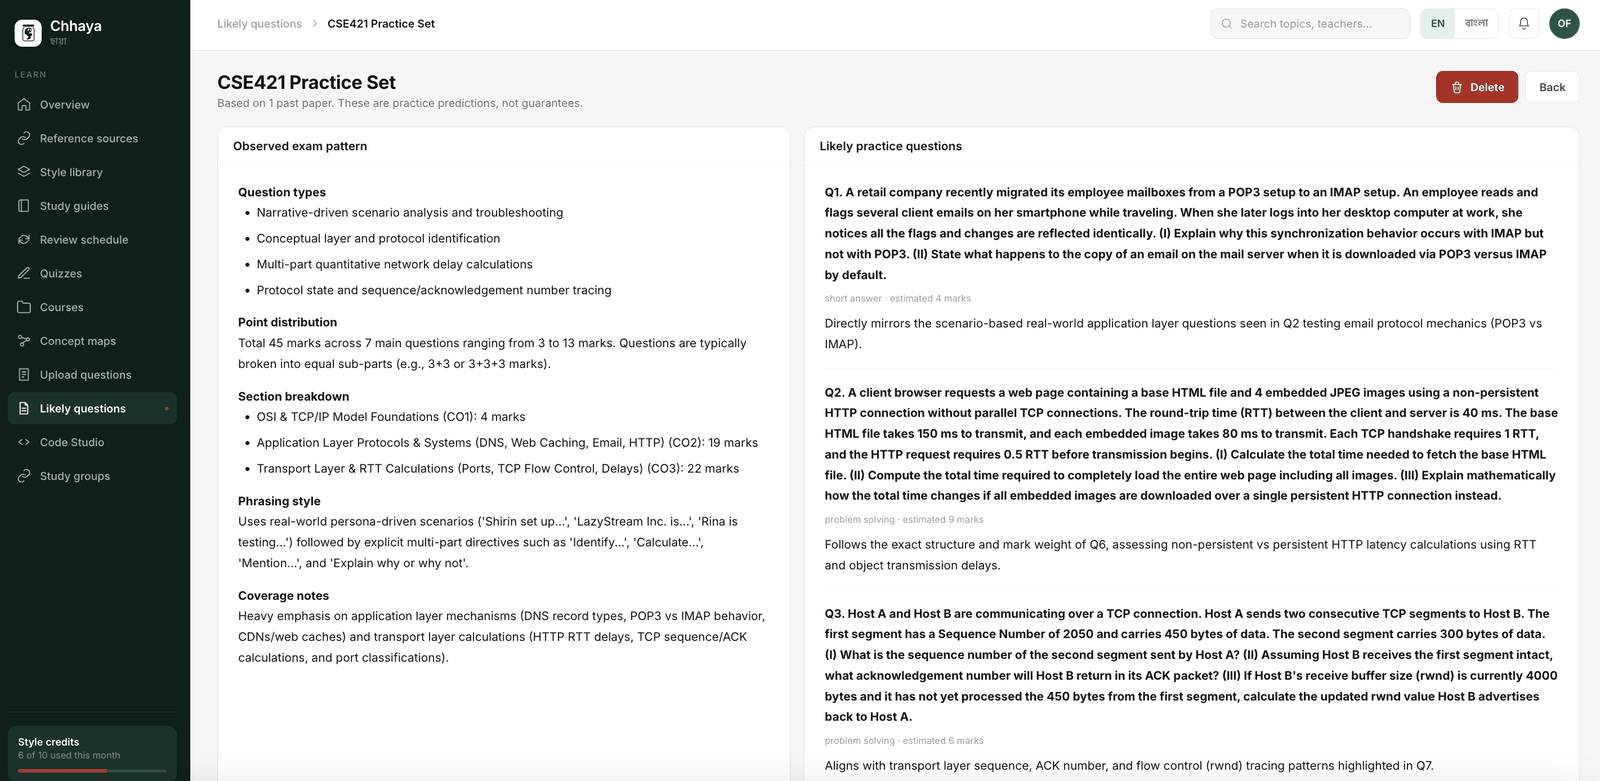 Chhaya
ছায়া
LEARN
Overview
Reference sources
Style library
Study guides
Review schedule
Quizzes
Courses
Concept maps
Upload questions
Likely questions
Code Studio
Study groups
Style credits
6 of 10 used this month
Likely questions > CSE421 Practice Set
Search topics, teachers...
EN
বাংলা
OF
CSE421 Practice Set
Based on 1 past paper. These are practice predictions, not guarantees.
Delete
Back
Observed exam pattern
Question types
• Narrative-driven scenario analysis and troubleshooting
• Conceptual layer and protocol identification
• Multi-part quantitative network delay calculations
• Protocol state and sequence/acknowledgement number tracing
Point distribution
Total 45 marks across 7 main questions ranging from 3 to 13 marks. Questions are typically
broken into equal sub-parts (e.g., 3+3 or 3+3+3 marks).
Section breakdown
• OSI & TCP/IP Model Foundations (CO1): 4 marks
• Application Layer Protocols & Systems (DNS, Web Caching, Email, HTTP) (CO2): 19 marks
• Transport Layer & RTT Calculations (Ports, TCP Flow Control, Delays) (CO3): 22 marks
Phrasing style
Uses real-world persona-driven scenarios ('Shirin set up...', 'LazyStream Inc. is...', 'Rina is
testing...') followed by explicit multi-part directives such as 'Identify...', 'Calculate...',
'Mention...', and 'Explain why or why not'.
Coverage notes
Heavy emphasis on application layer mechanisms (DNS record types, POP3 vs IMAP behavior,
CDNs/web caches) and transport layer calculations (HTTP RTT delays, TCP sequence/ACK
calculations, and port classifications).
Likely practice questions
Q1. A retail company recently migrated its employee mailboxes from a POP3 setup to an IMAP setup. An employee reads and
flags several client emails on her smartphone while traveling. When she later logs into her desktop computer at work, she
notices all the flags and changes are reflected identically. (I) Explain why this synchronization behavior occurs with IMAP but
not with POP3. (II) State what happens to the copy of an email on the mail server when it is downloaded via POP3 versus IMAP
by default.
short answer · estimated 4 marks
Directly mirrors the scenario-based real-world application layer questions seen in Q2 testing email protocol mechanics (POP3 vs
IMAP).
Q2. A client browser requests a web page containing a base HTML file and 4 embedded JPEG images using a non-persistent
HTTP connection without parallel TCP connections. The round-trip time (RTT) between the client and server is 40 ms. The base
HTML file takes 150 ms to transmit, and each embedded image takes 80 ms to transmit. Each TCP handshake requires 1 RTT,
and the HTTP request requires 0.5 RTT before transmission begins. (I) Calculate the total time needed to fetch the base HTML
file. (II) Compute the total time required to completely load the entire web page including all images. (III) Explain mathematically
how the total time changes if all embedded images are downloaded over a single persistent HTTP connection instead.
problem solving · estimated 9 marks
Follows the exact structure and mark weight of Q6, assessing non-persistent vs persistent HTTP latency calculations using RTT
and object transmission delays.
Q3. Host A and Host B are communicating over a TCP connection. Host A sends two consecutive TCP segments to Host B. The
first segment has a Sequence Number of 2050 and carries 450 bytes of data. The second segment carries 300 bytes of data.
(I) What is the sequence number of the second segment sent by Host A? (II) Assuming Host B receives the first segment intact,
what acknowledgement number will Host B return in its ACK packet? (III) If Host B's receive buffer size (rwnd) is currently 4000
bytes and it has not yet processed the 450 bytes from the first segment, calculate the updated rwnd value Host B advertises
back to Host A.
problem solving · estimated 6 marks
Aligns with transport layer sequence, ACK number, and flow control (rwnd) tracing patterns highlighted in Q7.